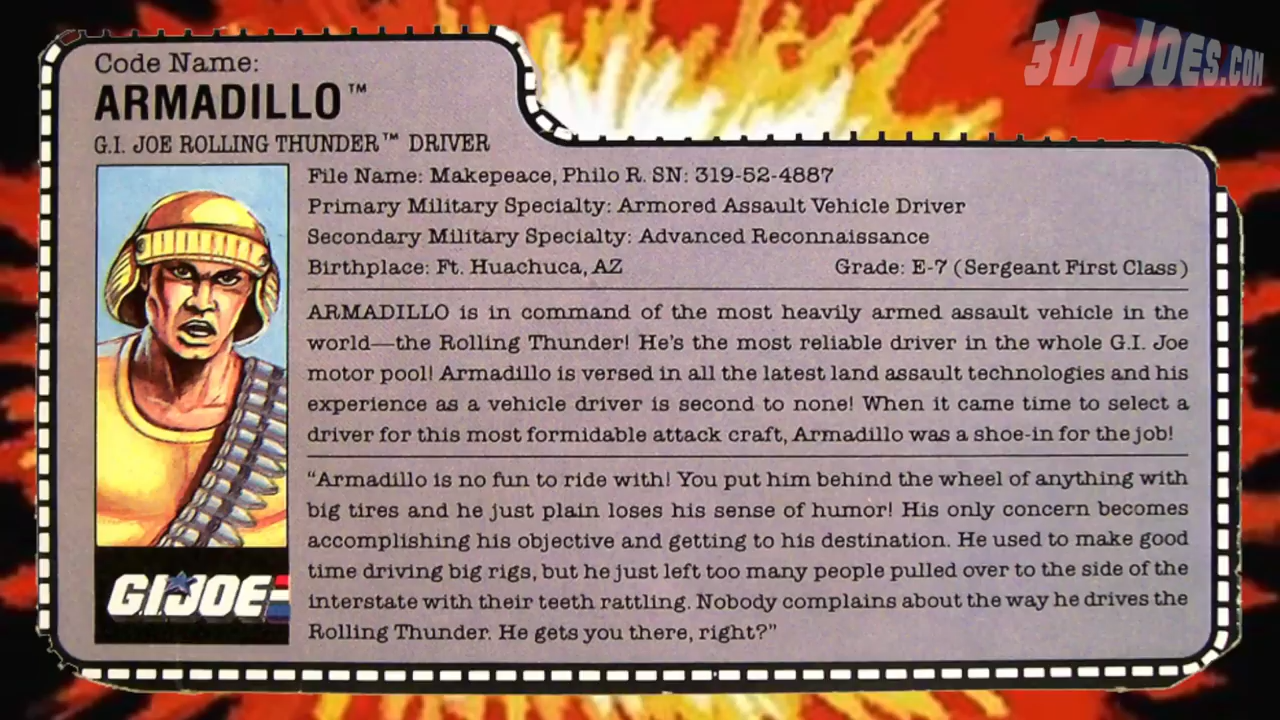 3D JOES.COM
Code Name:
ARMADILLO™
G.I. JOE ROLLING THUNDER™ DRIVER
File Name: Makepeace, Philo R. SN: 319-52-4887
Primary Military Specialty: Armored Assault Vehicle Driver
Secondary Military Specialty: Advanced Reconnaissance
Birthplace: Ft. Huachuca, AZ Grade: E-7 (Sergeant First Class)
ARMADILLO is in command of the most heavily armed assault vehicle in the
world—the Rolling Thunder! He's the most reliable driver in the whole G.I. Joe
motor pool! Armadillo is versed in all the latest land assault technologies and his
experience as a vehicle driver is second to none! When it came time to select a
driver for this most formidable attack craft, Armadillo was a shoe-in for the job!
"Armadillo is no fun to ride with! You put him behind the wheel of anything with
big tires and he just plain loses his sense of humor! His only concern becomes
accomplishing his objective and getting to his destination. He used to make good
time driving big rigs, but he just left too many people pulled over to the side of the
interstate with their teeth rattling. Nobody complains about the way he drives the
Rolling Thunder. He gets you there, right?"
GI JOE